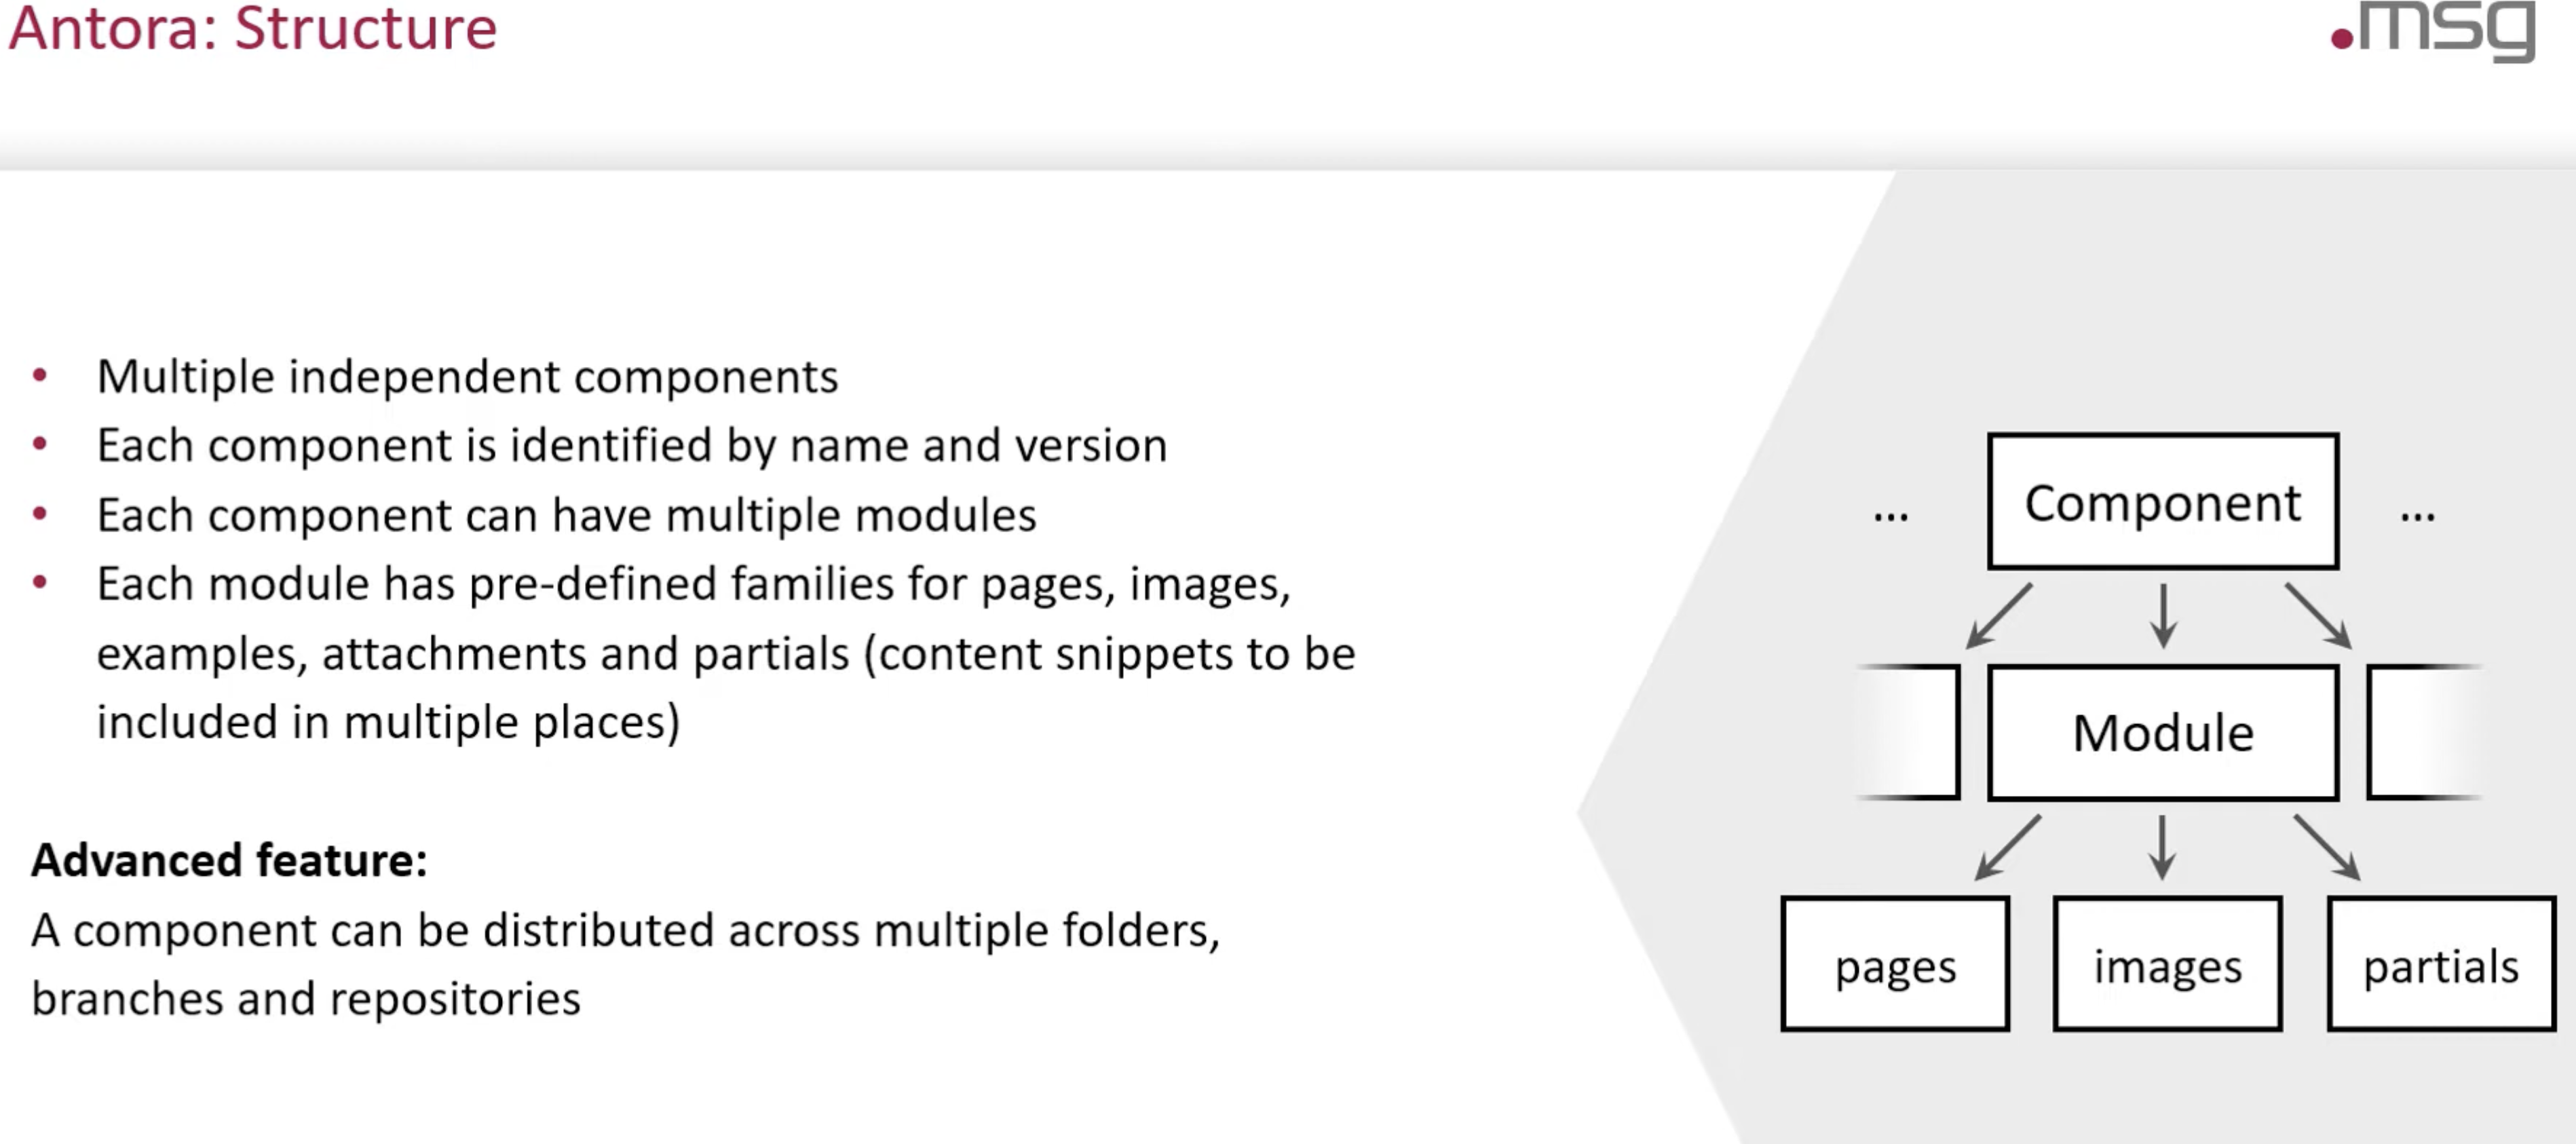 Antora: Structure
.msg
• Multiple independent components
• Each component is identified by name and version
• Each component can have multiple modules
• Each module has pre-defined families for pages, images,
examples, attachments and partials (content snippets to be
included in multiple places)
Advanced feature:
A component can be distributed across multiple folders,
branches and repositories
... Component ...
Module
pages images partials